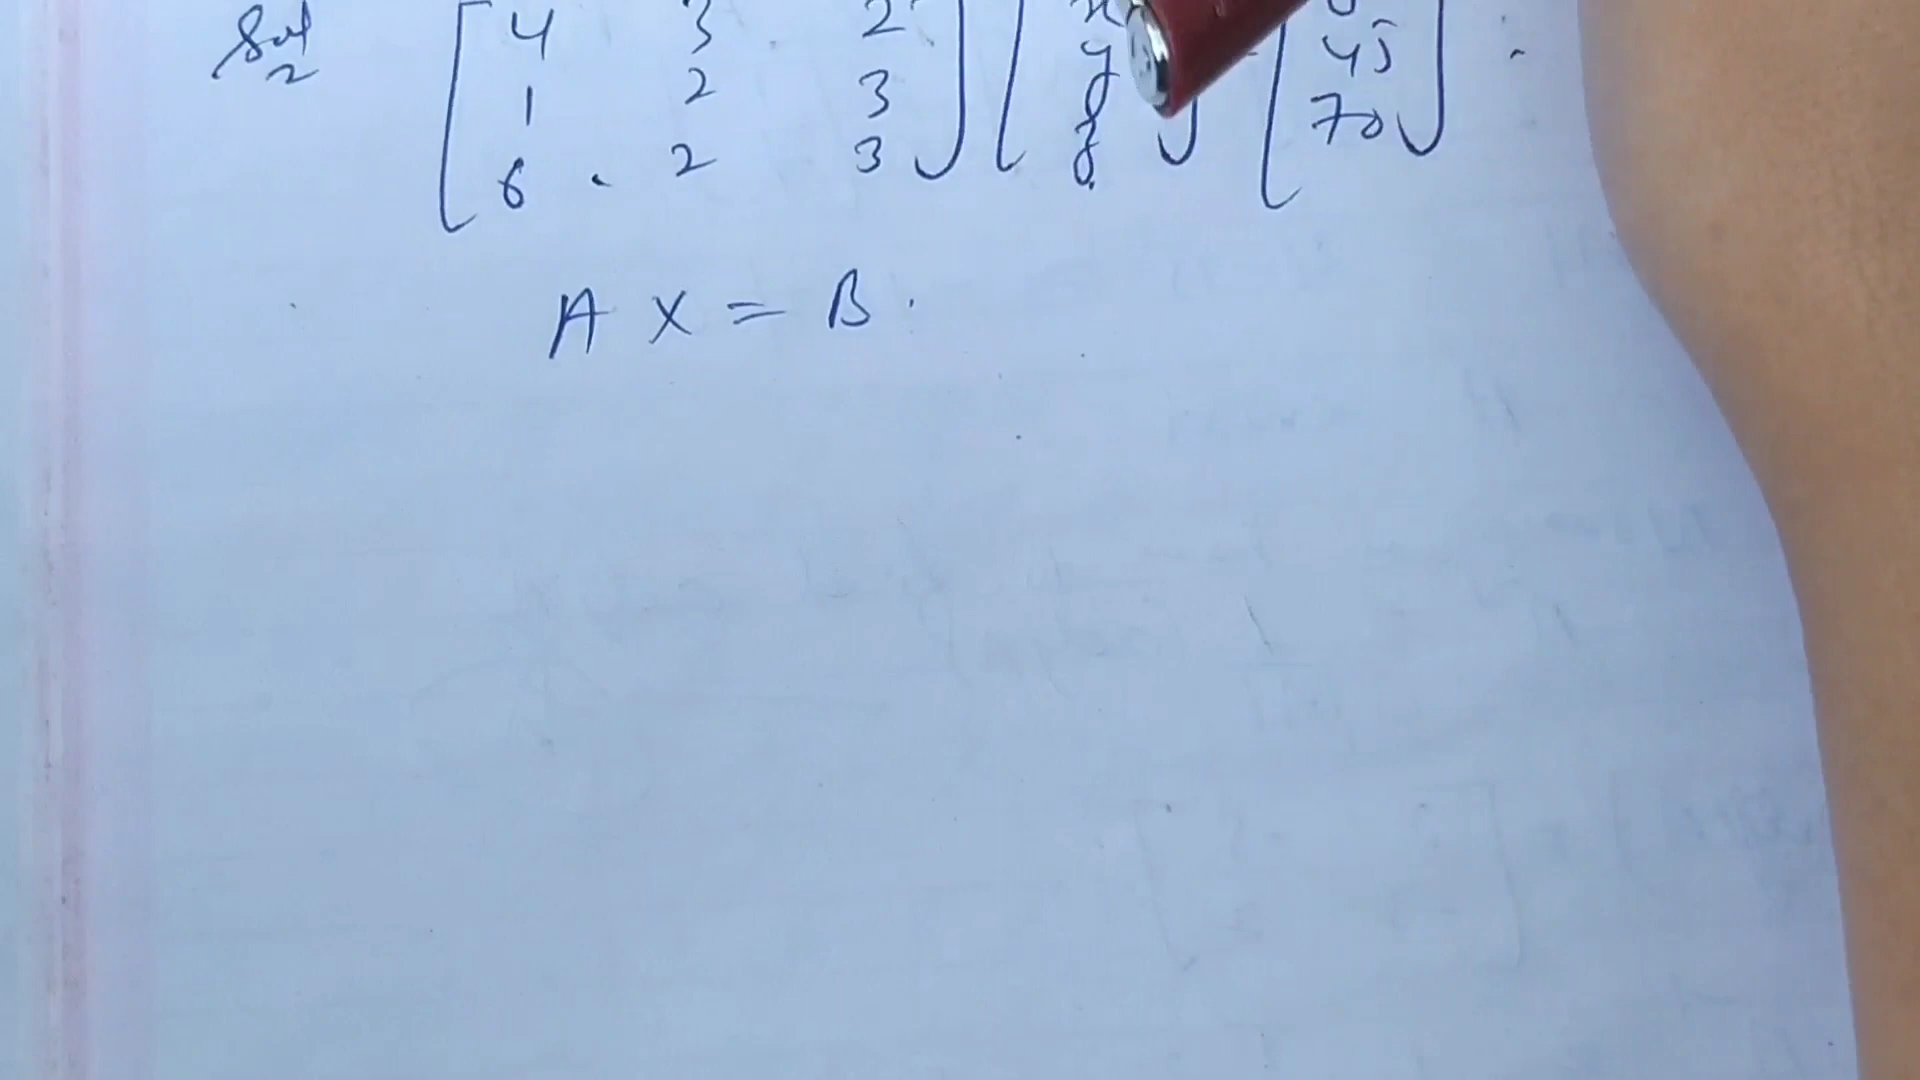 Sol [4 3 2] [x] [
[1 2 3] [y] = [45]
[6 2 3] [z] [70]
A X = B.